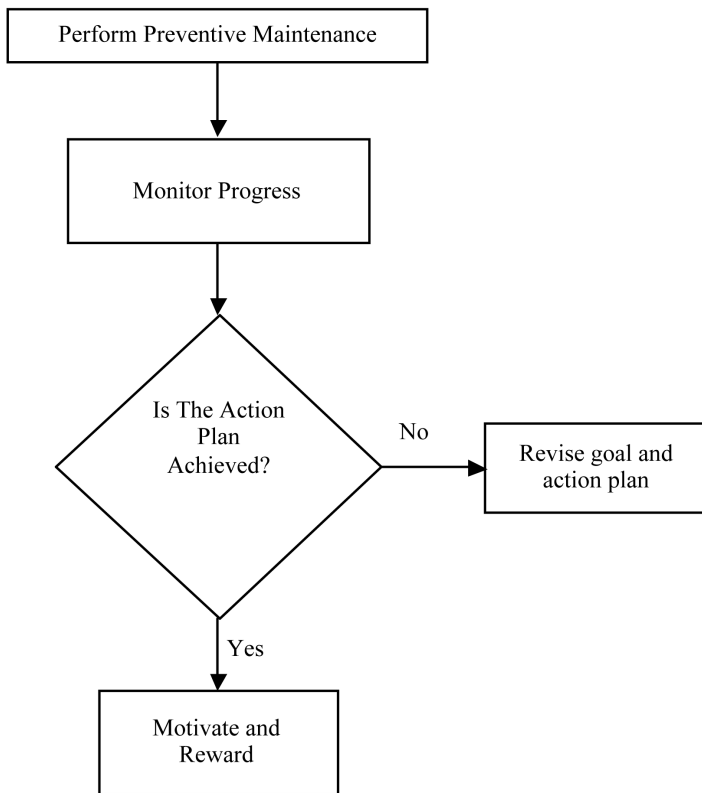 Perform Preventive Maintenance
Monitor Progress
Is The Action
Plan
Achieved?
No
Revise goal and
action plan
Yes
Motivate and
Reward